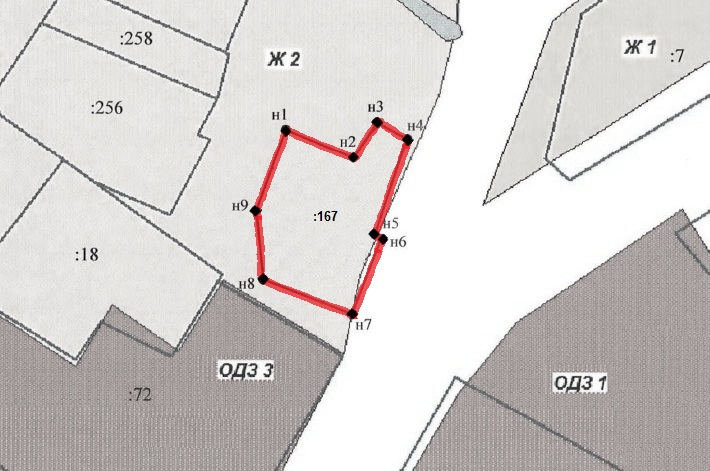 :258
Ж 2
Ж 1
:7
:256
н1
н3
н4
н2
н9
:167
н5
н6
:18
н8
н7
ОДЗ 3
ОДЗ 1
:72